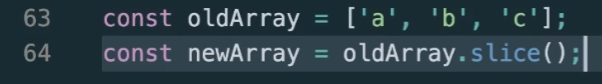 63 const oldArray = ['a', 'b', 'c'];
64 const newArray = oldArray.slice();